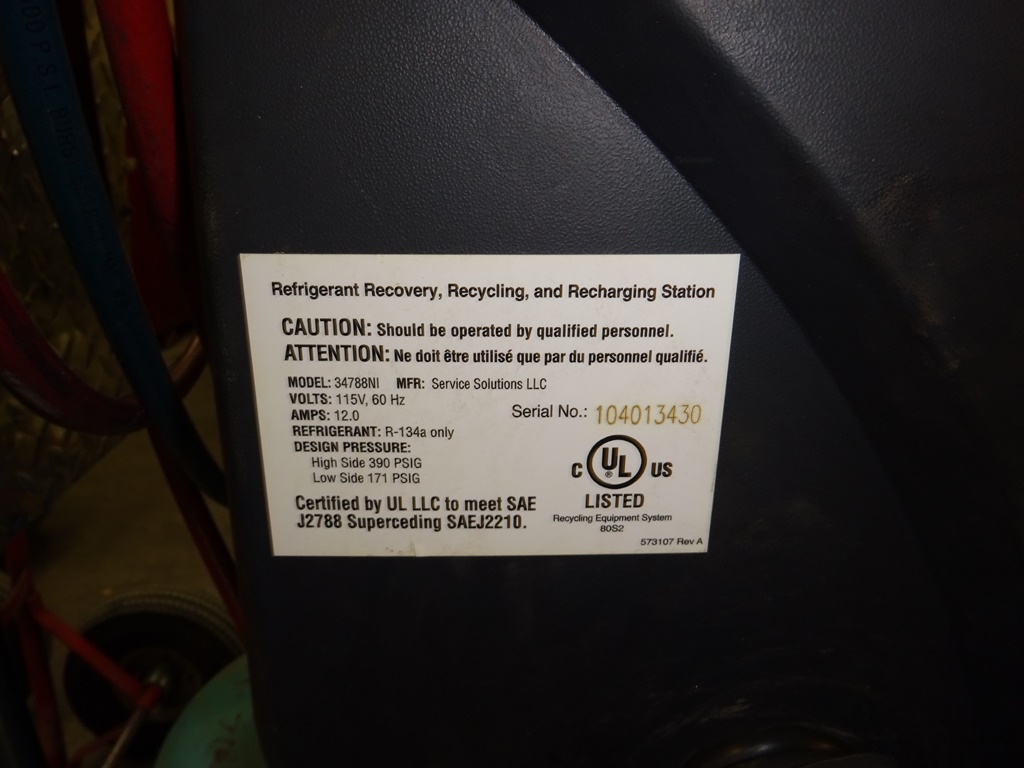 Refrigerant Recovery, Recycling, and Recharging Station
CAUTION: Should be operated by qualified personnel.
ATTENTION: Ne doit être utilisé que par du personnel qualifié.
MODEL: 34788NI MFR: Service Solutions LLC
VOLTS: 115V, 60 Hz
AMPS: 12.0
Serial No.: 104013430
REFRIGERANT: R-134a only
DESIGN PRESSURE:
High Side 390 PSIG
Low Side 171 PSIG
C UL ® US
LISTED
Certified by UL LLC to meet SAE
J2788 Superceding SAEJ2210.
Recycling Equipment System
80S2
573107 Rev A
PSI